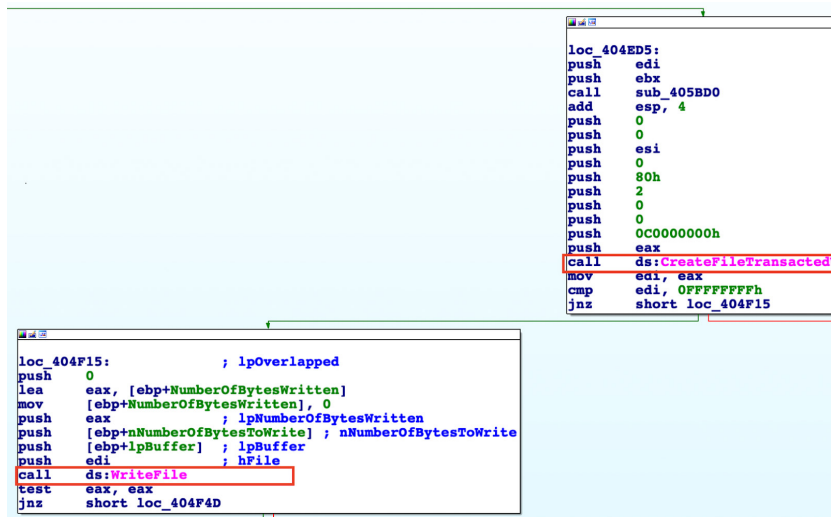 loc_404ED5:
push edi
push ebx
call sub_405BD0
add esp, 4
push 0
push 0
push esi
push 0
push 80h
push 2
push 0
push 0
push 0C0000000h
push eax
call ds:CreateFileTransacted
mov edi, eax
cmp edi, 0FFFFFFFFh
jnz short loc_404F15
loc_404F15: ; lpOverlapped
push 0
lea eax, [ebp+NumberOfBytesWritten]
mov [ebp+NumberOfBytesWritten], 0
push eax ; lpNumberOfBytesWritten
push [ebp+nNumberOfBytesToWrite] ; nNumberOfBytesToWrite
push [ebp+lpBuffer] ; lpBuffer
push edi ; hFile
call ds:WriteFile
test eax, eax
jnz short loc_404F4D